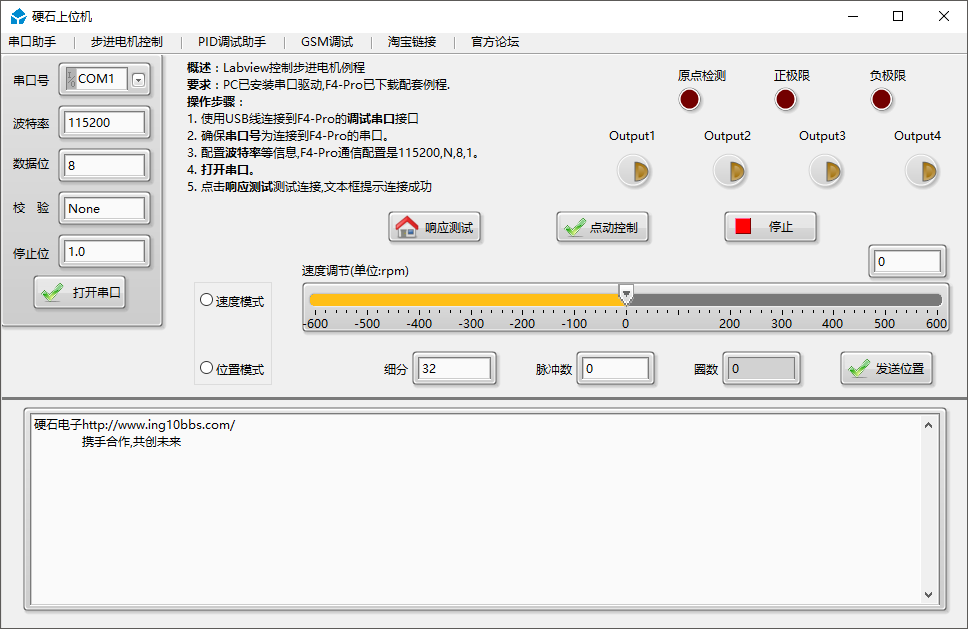 硬石上位机
串口助手 步进电机控制 PID调试助手 GSM调试 淘宝链接 官方论坛
串口号 COM1
波特率 115200
数据位 8
校 验 None
停止位 1.0
打开串口
概述：Labview控制步进电机例程
要求：PC已安装串口驱动,F4-Pro已下载配套例程.
操作步骤：
1. 使用USB线连接到F4-Pro的调试串口接口
2. 确保串口号为连接到F4-Pro的串口。
3. 配置波特率等信息,F4-Pro通信配置是115200,N,8,1。
4. 打开串口。
5. 点击响应测试测试连接,文本框提示连接成功
原点检测 正极限 负极限
Output1 Output2 Output3 Output4
响应测试 点动控制 停止
速度调节(单位:rpm) 0
速度模式
-600 -500 -400 -300 -200 -100 0 200 300 400 500 600
位置模式 细分 32 脉冲数 0 圈数 0 发送位置
硬石电子http://www.ing10bbs.com/
携手合作,共创未来